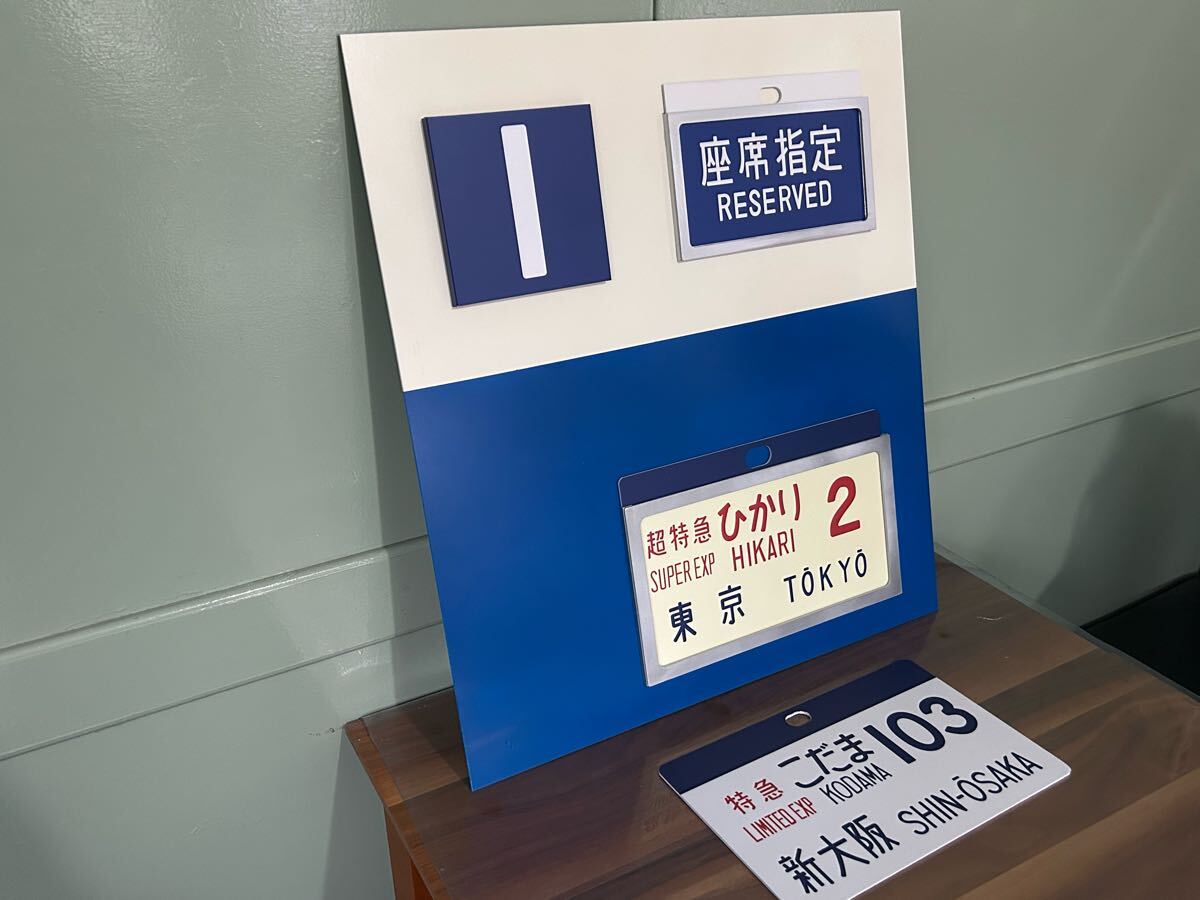 1
座席指定
RESERVED
超特急 ひかり 2
SUPER EXP HIKARI
東京 TŌKYŌ
特急 こだま 103
LIMITED EXP KODAMA
新大阪 SHIN-ŌSAKA